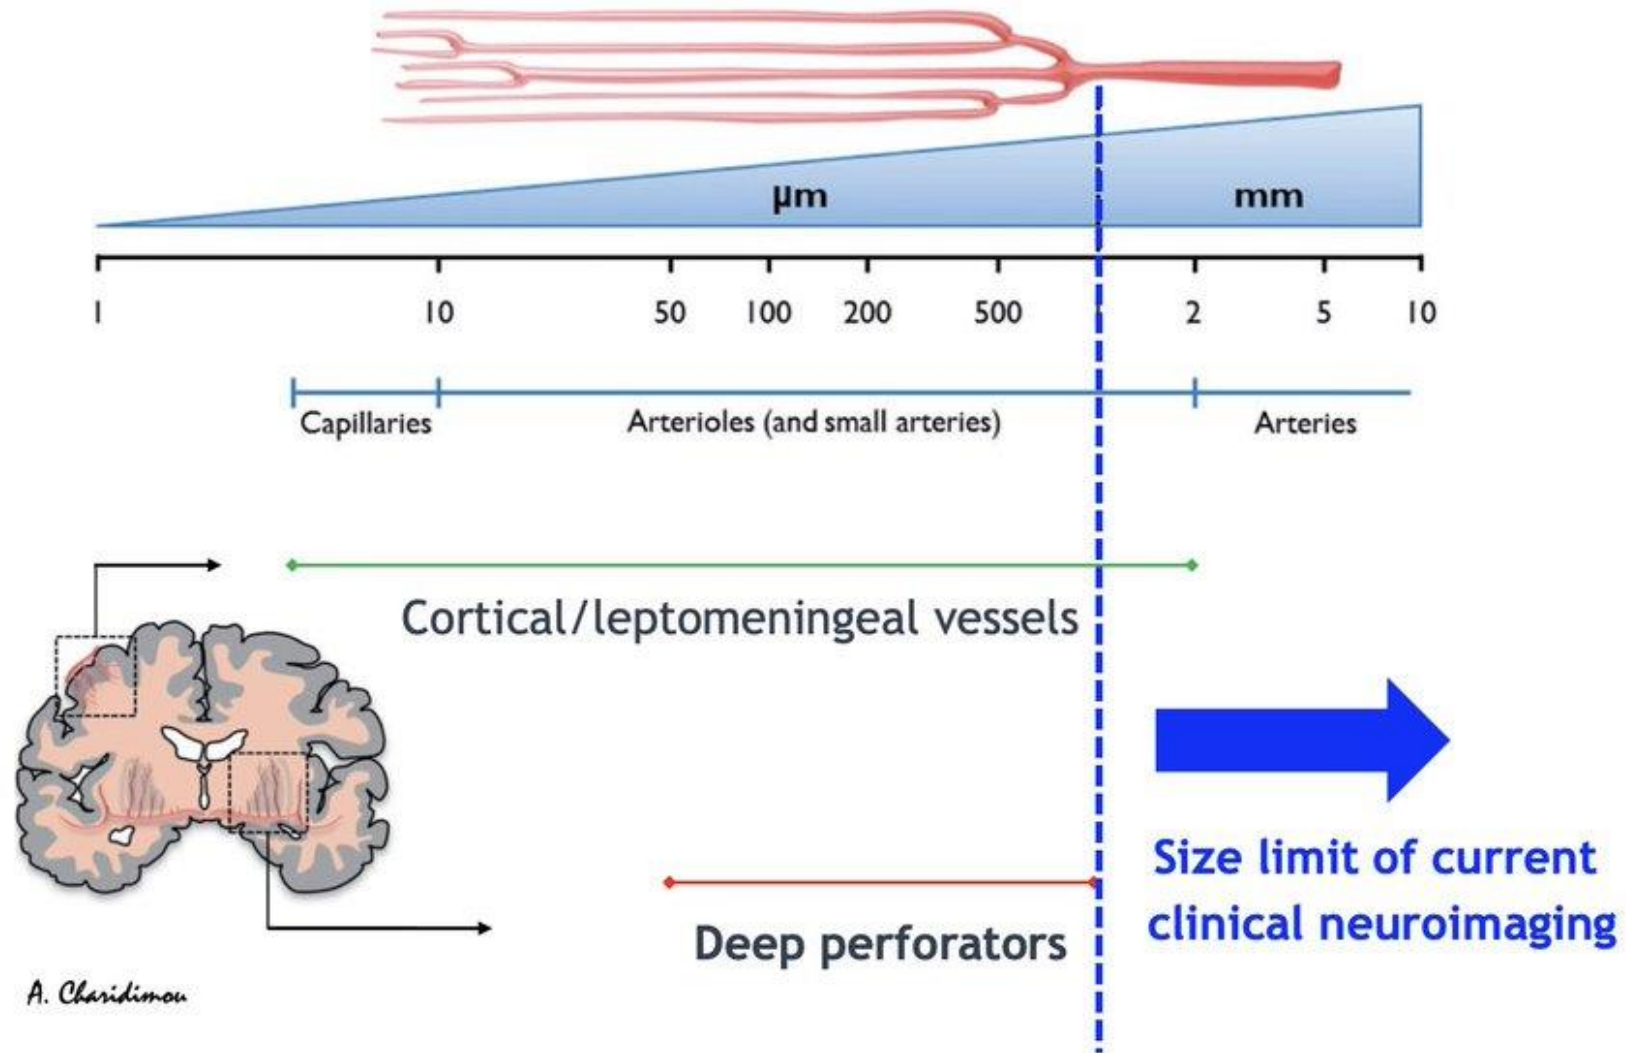 μm mm
1 10 50 100 200 500 2 5 10
Capillaries Arterioles (and small arteries) Arteries
Cortical/leptomeningeal vessels
Size limit of current
clinical neuroimaging
Deep perforators
A. Charidimou